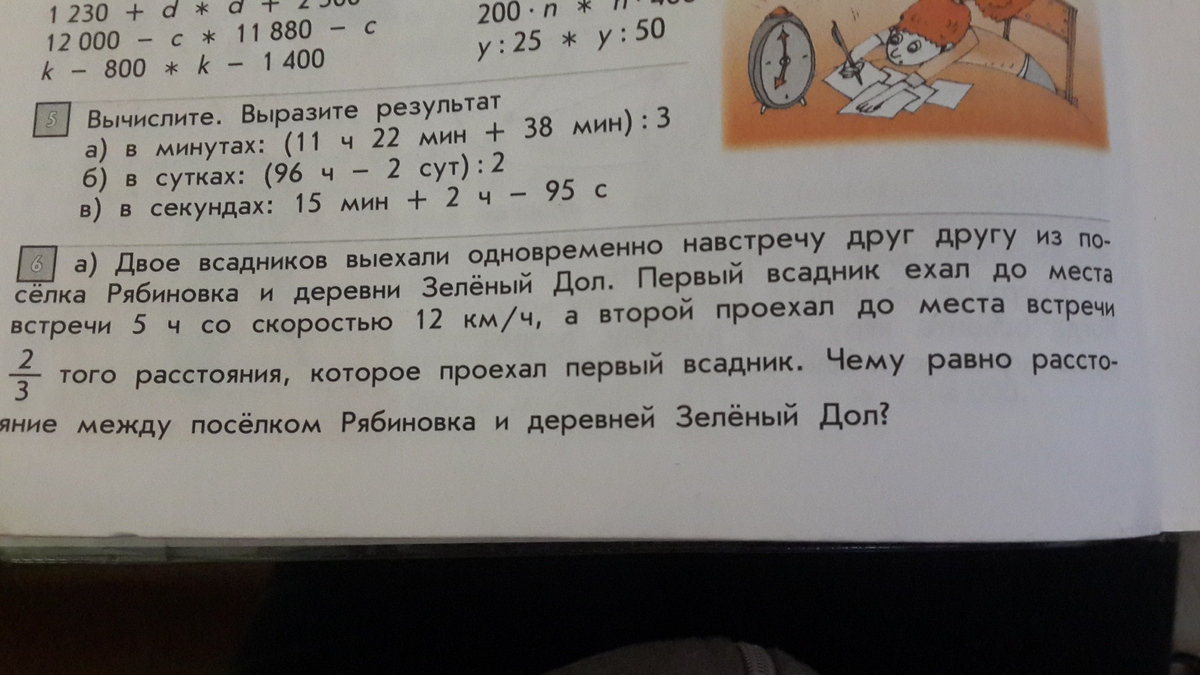 1 230 + d * d + 2
12 000 – c * 11 880 – c
k – 800 * k – 1 400
200 · n * n ·
y : 25 * y : 50
5 Вычислите. Выразите результат
а) в минутах: (11 ч 22 мин + 38 мин) : 3
б) в сутках: (96 ч – 2 сут) : 2
в) в секундах: 15 мин + 2 ч – 95 с
6 а) Двое всадников выехали одновременно навстречу друг другу из по-
сёлка Рябиновка и деревни Зелёный Дол. Первый всадник ехал до места
встречи 5 ч со скоростью 12 км/ч, а второй проехал до места встречи
2/3 того расстояния, которое проехал первый всадник. Чему равно рассто-
яние между посёлком Рябиновка и деревней Зелёный Дол?